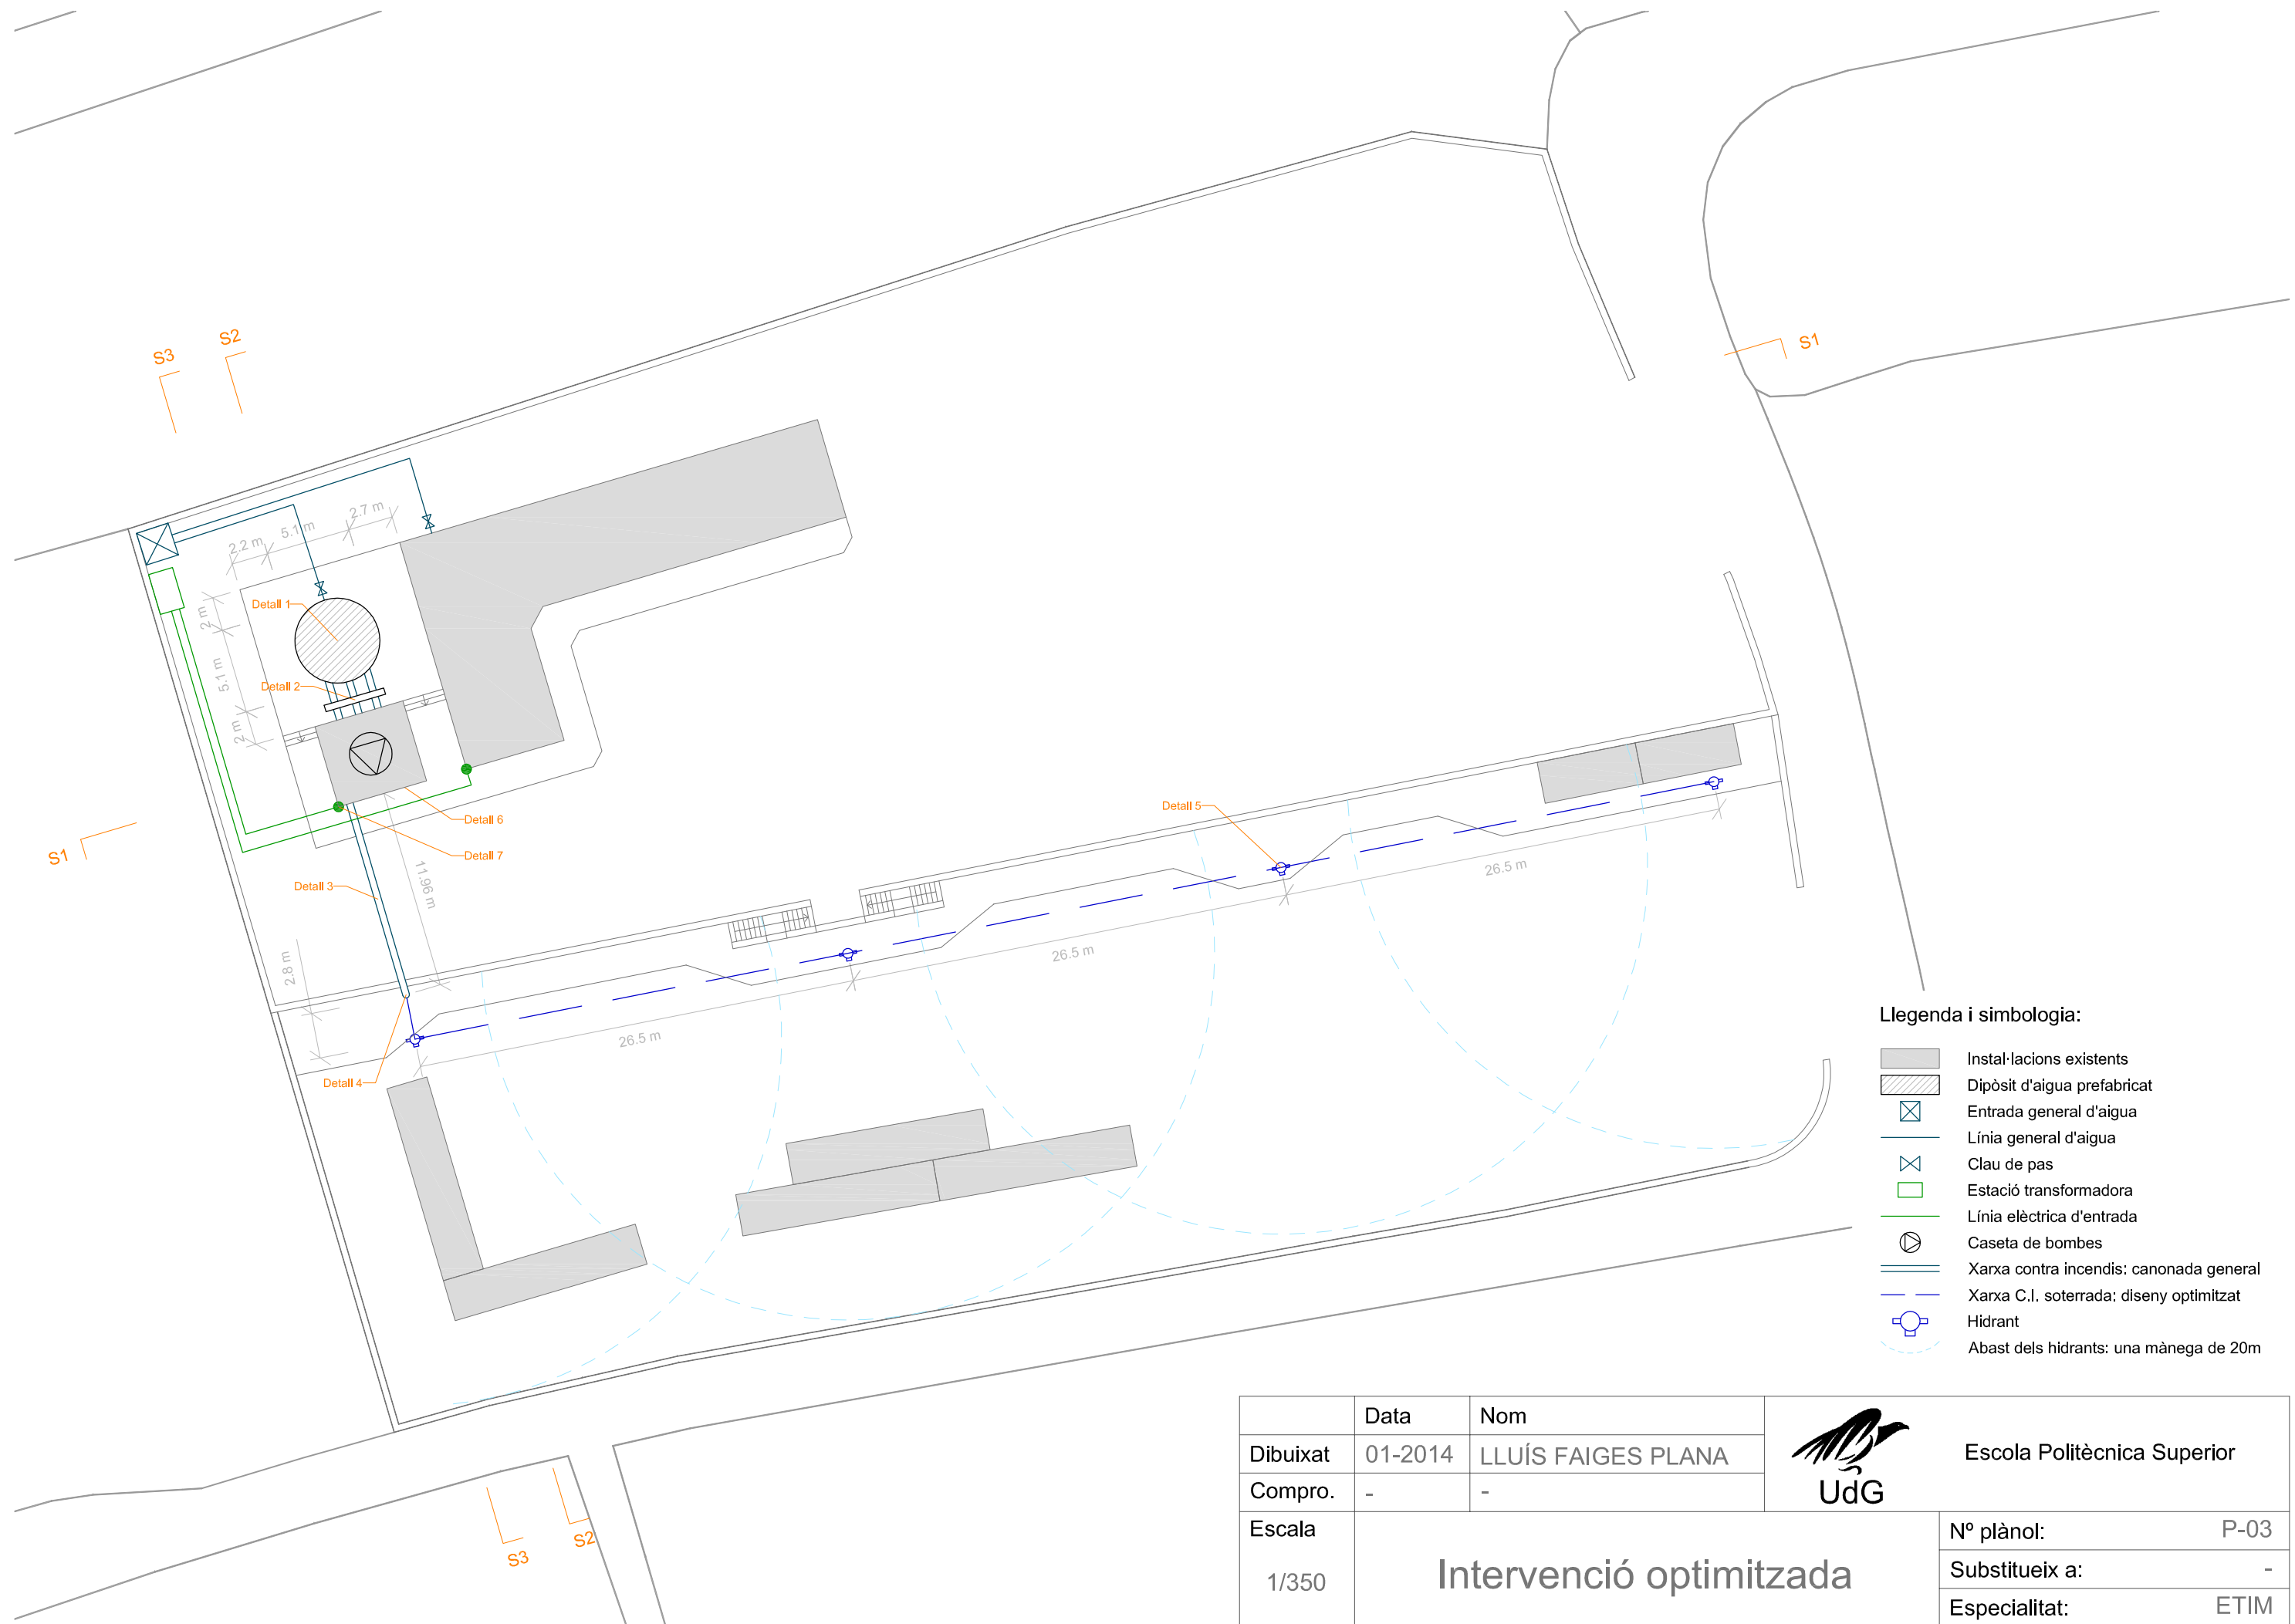 S3
S2
S1
2.2 m
5.1 m
2.7 m
2 m
5.1 m
2 m
Detall 1
Detall 2
Detall 6
Detall 7
Detall 3
11.96 m
2.8 m
Detall 4
Detall 5
S1
26.5 m
26.5 m
26.5 m
S3
S2
Llegenda i simbologia:
Instal·lacions existents
Dipòsit d'aigua prefabricat
Entrada general d'aigua
Línia general d'aigua
Clau de pas
Estació transformadora
Línia elèctrica d'entrada
Caseta de bombes
Xarxa contra incendis: canonada general
Xarxa C.I. soterrada: diseny optimitzat
Hidrant
Abast dels hidrants: una mànega de 20m
Data Nom
Dibuixat 01-2014 LLUÍS FAIGES PLANA
Compro. - -
UdG
Escola Politècnica Superior
Escala
1/350
Intervenció optimitzada
Nº plànol: P-03
Substitueix a: -
Especialitat: ETIM